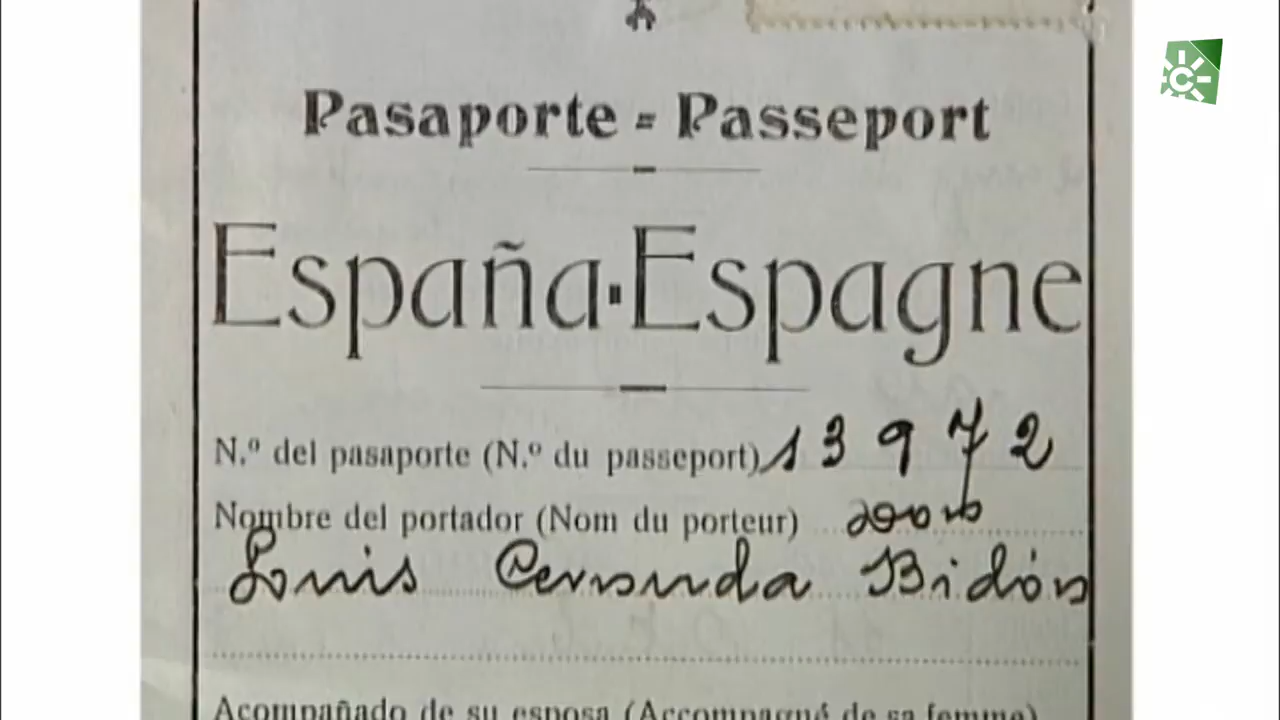 Pasaporte = Passeport
España-Espagne
N.º del pasaporte (N.º du passeport) 13972
Nombre del portador (Nom du porteur) Don
Luis Cernuda Bidón
Acompañado de su esposa (Accompagné de sa femme)